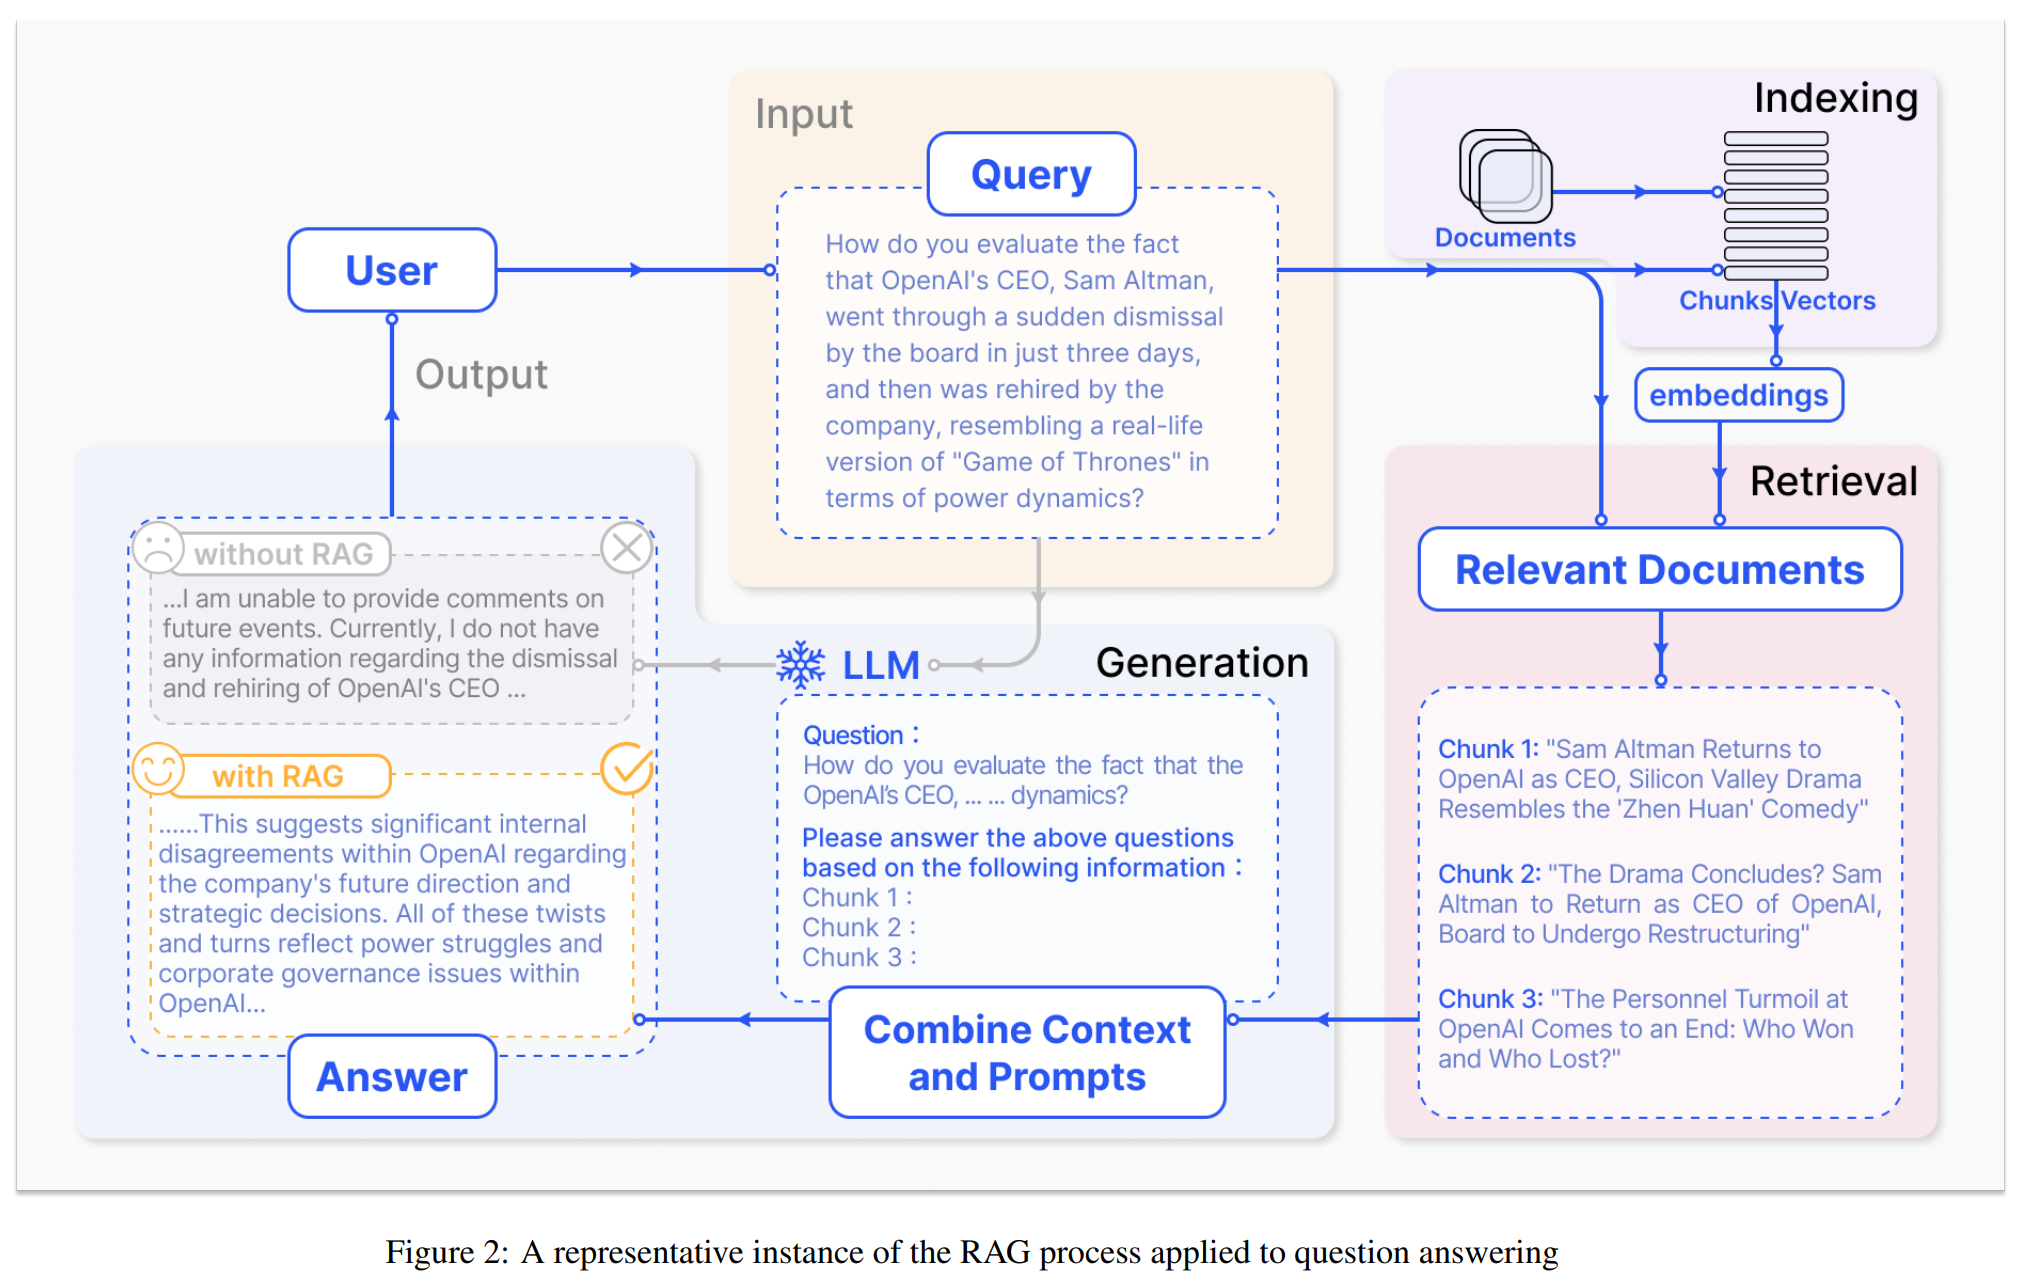 Input
Query
How do you evaluate the fact
that OpenAI's CEO, Sam Altman,
went through a sudden dismissal
by the board in just three days,
and then was rehired by the
company, resembling a real-life
version of "Game of Thrones" in
terms of power dynamics?
Indexing
Documents
Chunks Vectors
embeddings
User
Output
Retrieval
Relevant Documents
Chunk 1: "Sam Altman Returns to
OpenAI as CEO, Silicon Valley Drama
Resembles the 'Zhen Huan' Comedy"
Chunk 2: "The Drama Concludes? Sam
Altman to Return as CEO of OpenAI,
Board to Undergo Restructuring"
Chunk 3: "The Personnel Turmoil at
OpenAI Comes to an End: Who Won
and Who Lost?"
Generation
LLM
Question :
How do you evaluate the fact that the
OpenAI's CEO, ... ... dynamics?
Please answer the above questions
based on the following information :
Chunk 1 :
Chunk 2 :
Chunk 3 :
Combine Context
and Prompts
without RAG
...I am unable to provide comments on
future events. Currently, I do not have
any information regarding the dismissal
and rehiring of OpenAI's CEO ...
with RAG
......This suggests significant internal
disagreements within OpenAI regarding
the company's future direction and
strategic decisions. All of these twists
and turns reflect power struggles and
corporate governance issues within
OpenAI...
Answer
Figure 2: A representative instance of the RAG process applied to question answering